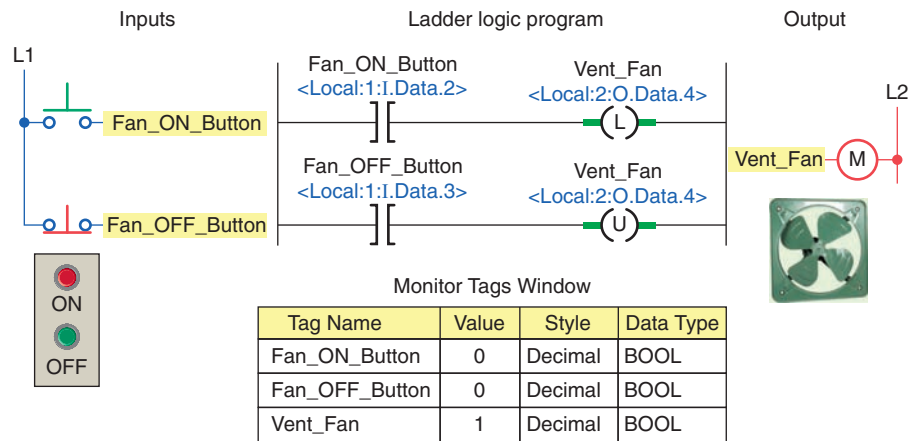 Inputs
Ladder logic program
Output
L1
Fan_ON_Button
<Local:1:I.Data.2>
Vent_Fan
<Local:2:O.Data.4>
L2
Fan_ON_Button
L
Vent_Fan
M
Fan_OFF_Button
<Local:1:I.Data.3>
Vent_Fan
<Local:2:O.Data.4>
Fan_OFF_Button
U
ON
OFF
Monitor Tags Window
Tag Name Value Style Data Type
Fan_ON_Button 0 Decimal BOOL
Fan_OFF_Button 0 Decimal BOOL
Vent_Fan 1 Decimal BOOL